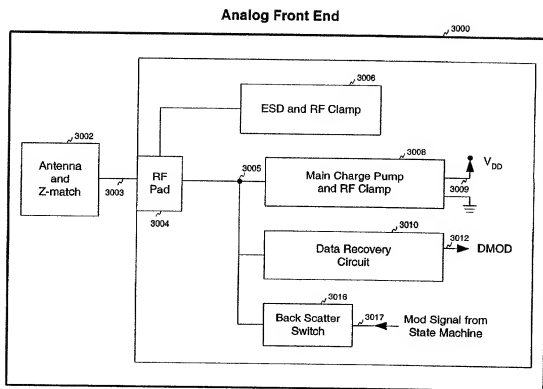 Analog Front End
3000
3006
ESD and RF Clamp
3002
Antenna
and
Z-match
3003
RF
Pad
3004
3005
3008
Main Charge Pump
and RF Clamp
VDD
3009
3010
Data Recovery
Circuit
3012
DMOD
3016
Back Scatter
Switch
3017
Mod Signal from
State Machine